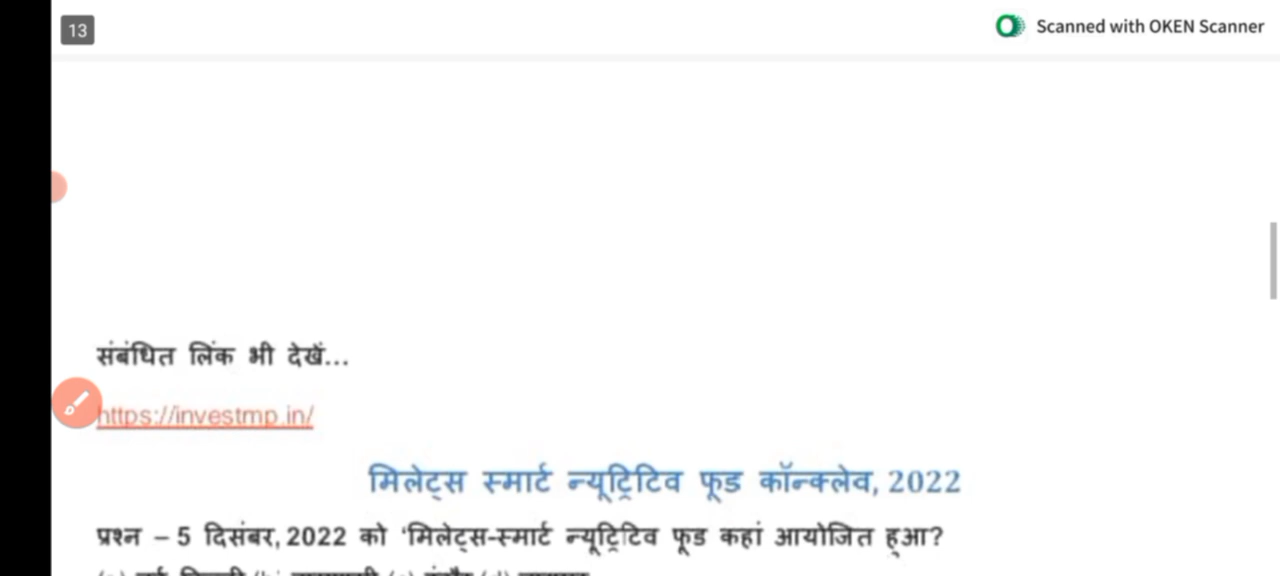 13
Scanned with OKEN Scanner
संबंधित लिंक भी देखें...
https://investmp.in/
मिलेट्स स्मार्ट न्यूट्रिटिव फूड कॉन्क्लेव, 2022
प्रश्न – 5 दिसंबर, 2022 को ‘मिलेट्स-स्मार्ट न्यूट्रिटिव फूड कहां आयोजित हुआ?